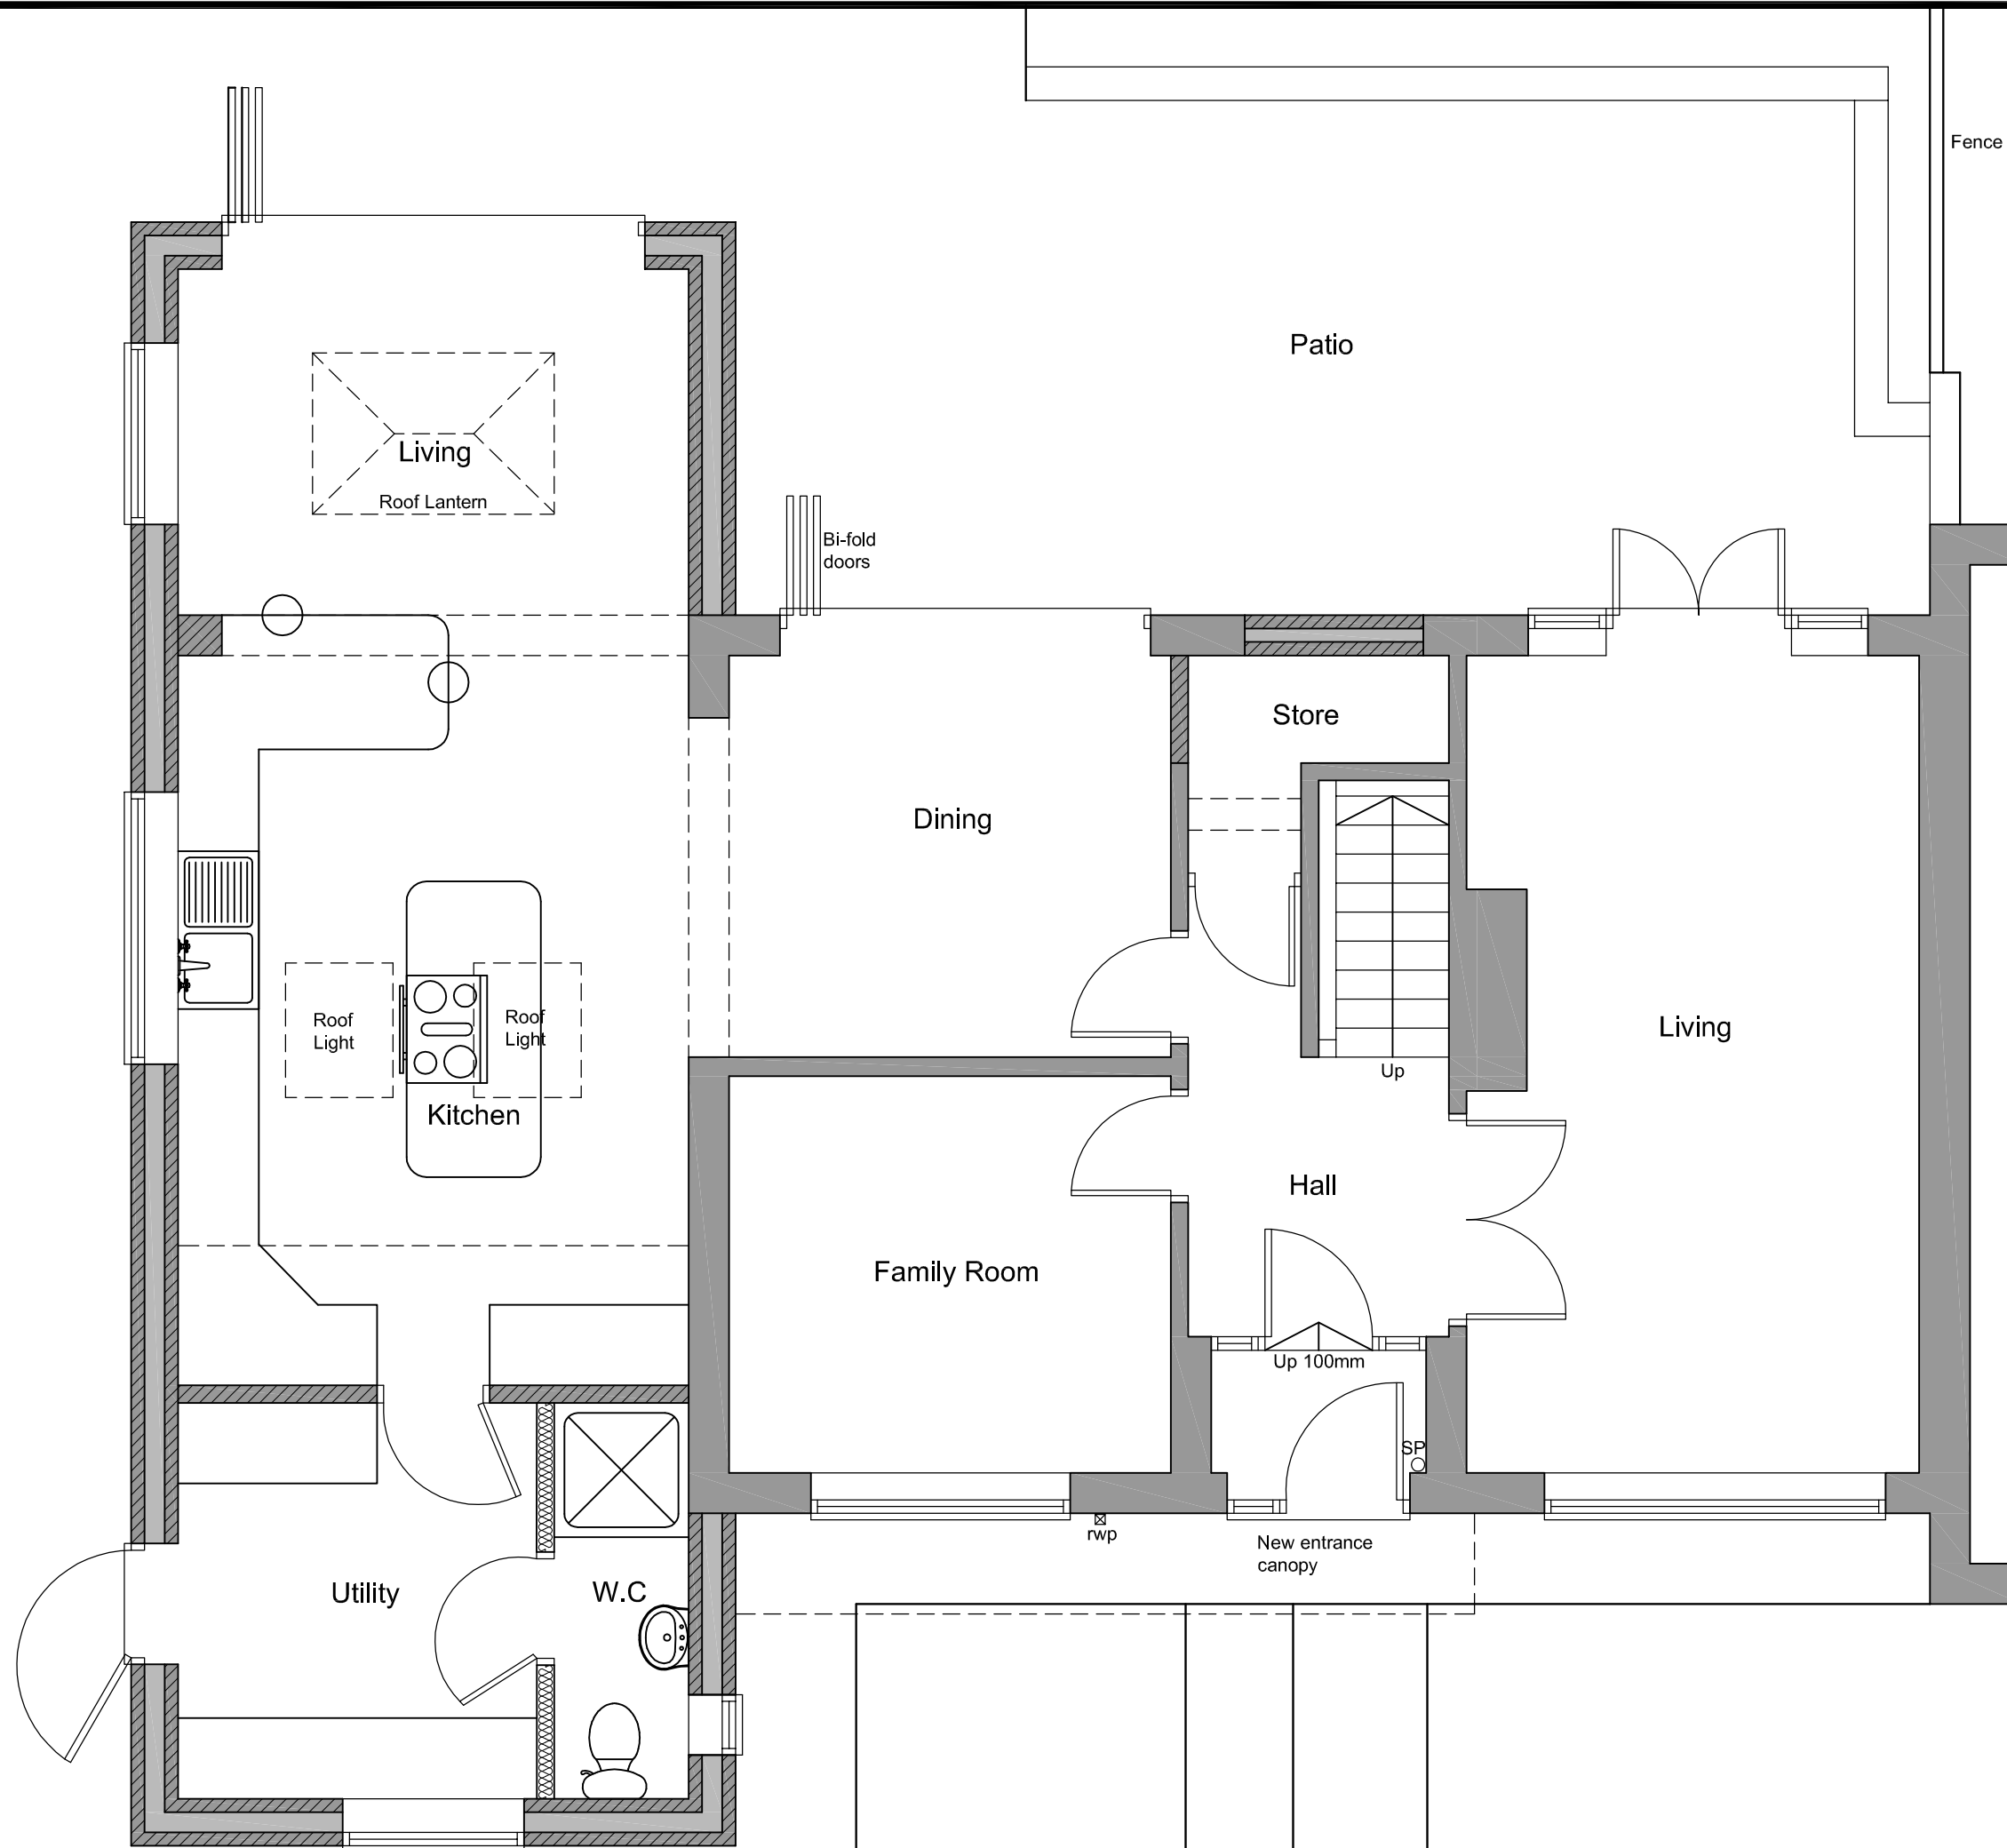 Fence
Patio
Living
Roof Lantern
Bi-fold
doors
Store
Dining
Roof
Light
Roof
Light
Living
Up
Kitchen
Hall
Family Room
Up 100mm
SP
rwp
New entrance
canopy
Utility
W.C